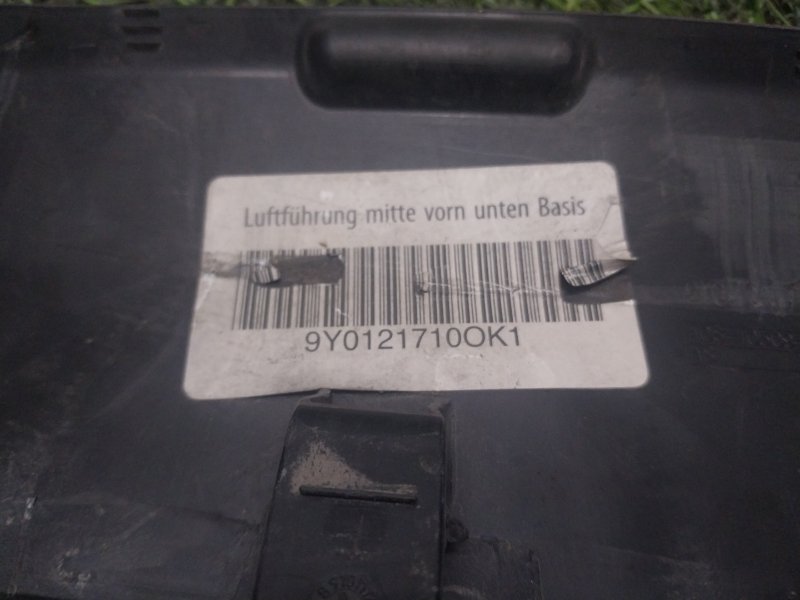 Luftführung mitte vorn unten Basis
9Y0121710OK1